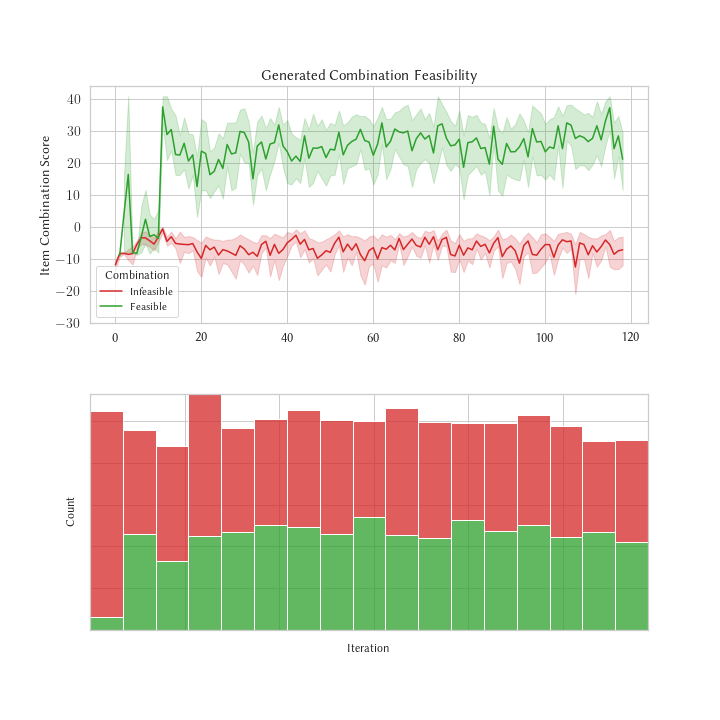 Generated Combination Feasibility
Item Combination Score
40
30
20
10
0
−10
−20
−30
Combination
Infeasible
Feasible
0 20 40 60 80 100 120
Count
Iteration